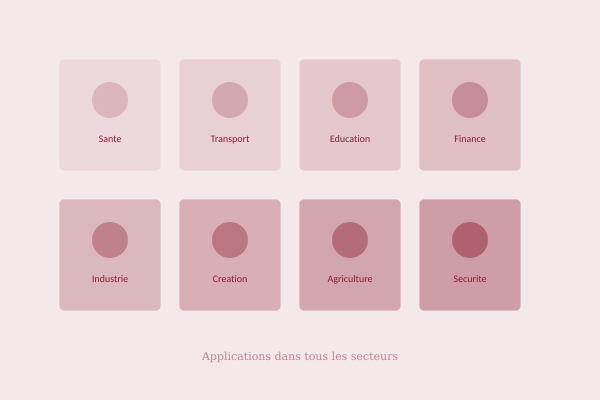 Sante
Transport
Education
Finance
Industrie
Creation
Agriculture
Securite
Applications dans tous les secteurs